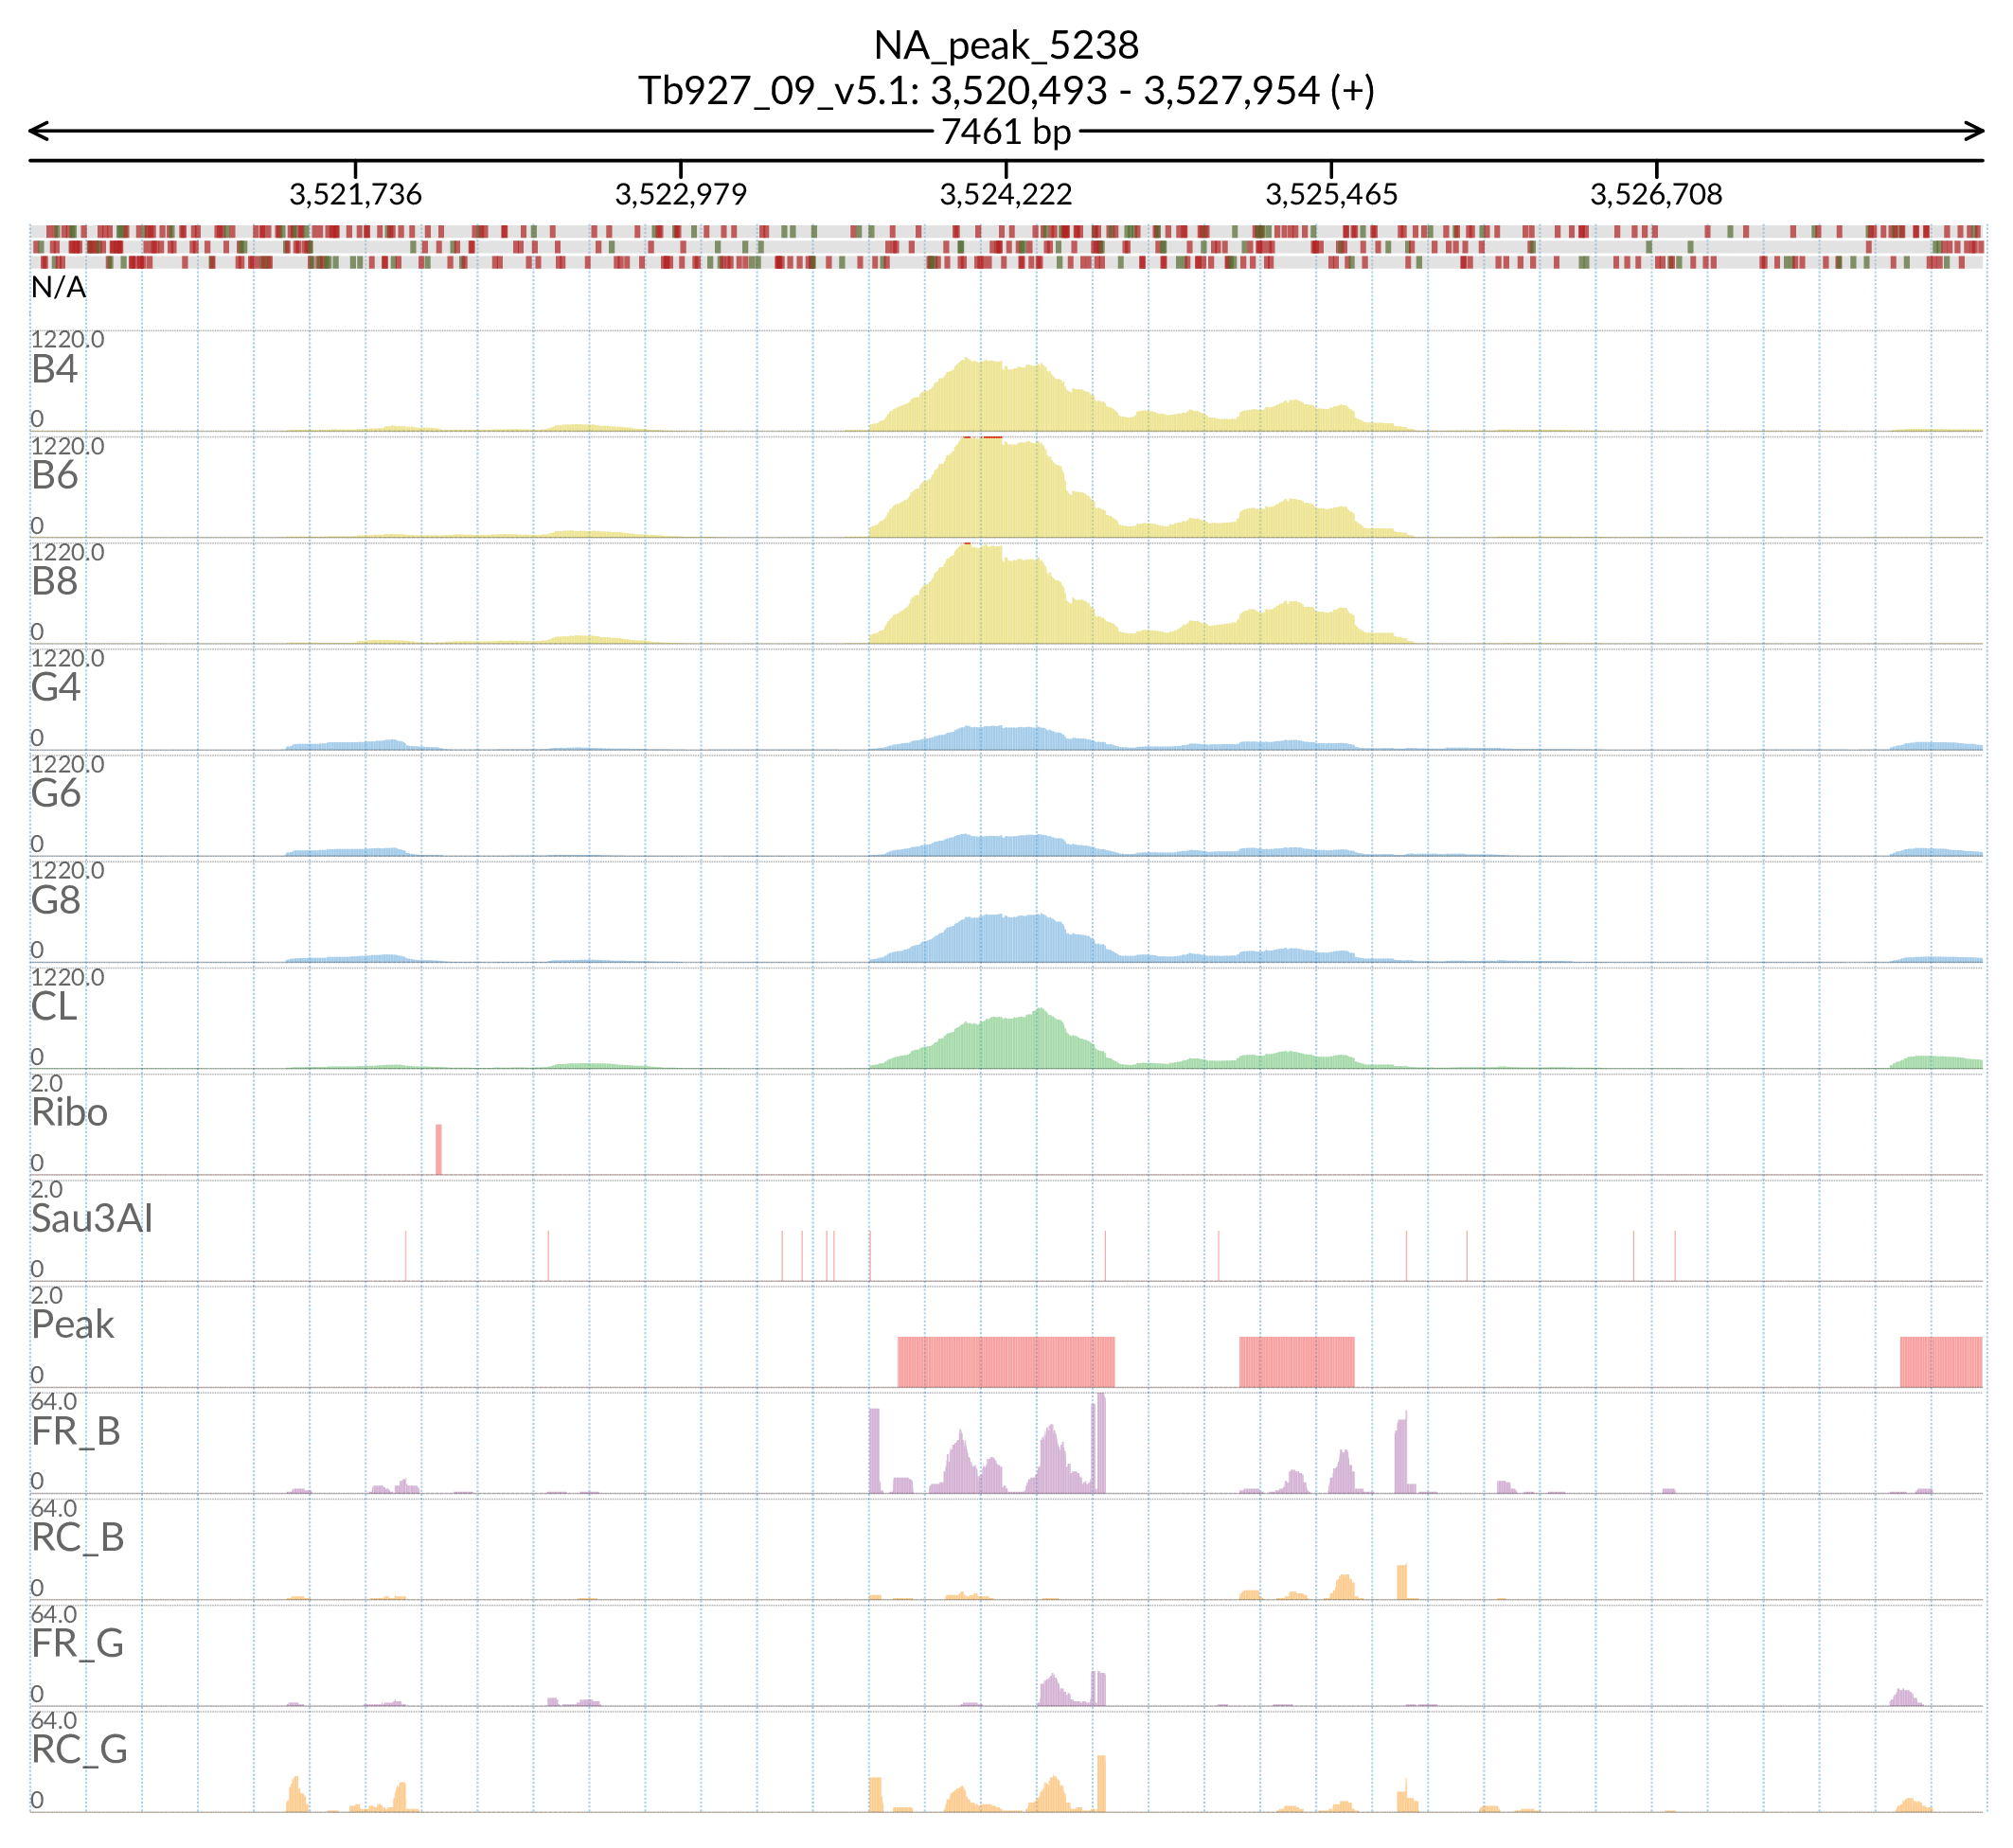 NA_peak_5238
Tb927_09_v5.1: 3,520,493 - 3,527,954 (+)
7461 bp
3,521,736 3,522,979 3,524,222 3,525,465 3,526,708
N/A
1220.0
B4
0
1220.0
B6
0
1220.0
B8
0
1220.0
G4
0
1220.0
G6
0
1220.0
G8
0
1220.0
CL
0
2.0
Ribo
0
2.0
Sau3AI
0
2.0
Peak
0
64.0
FR_B
0
64.0
RC_B
0
64.0
FR_G
0
64.0
RC_G
0